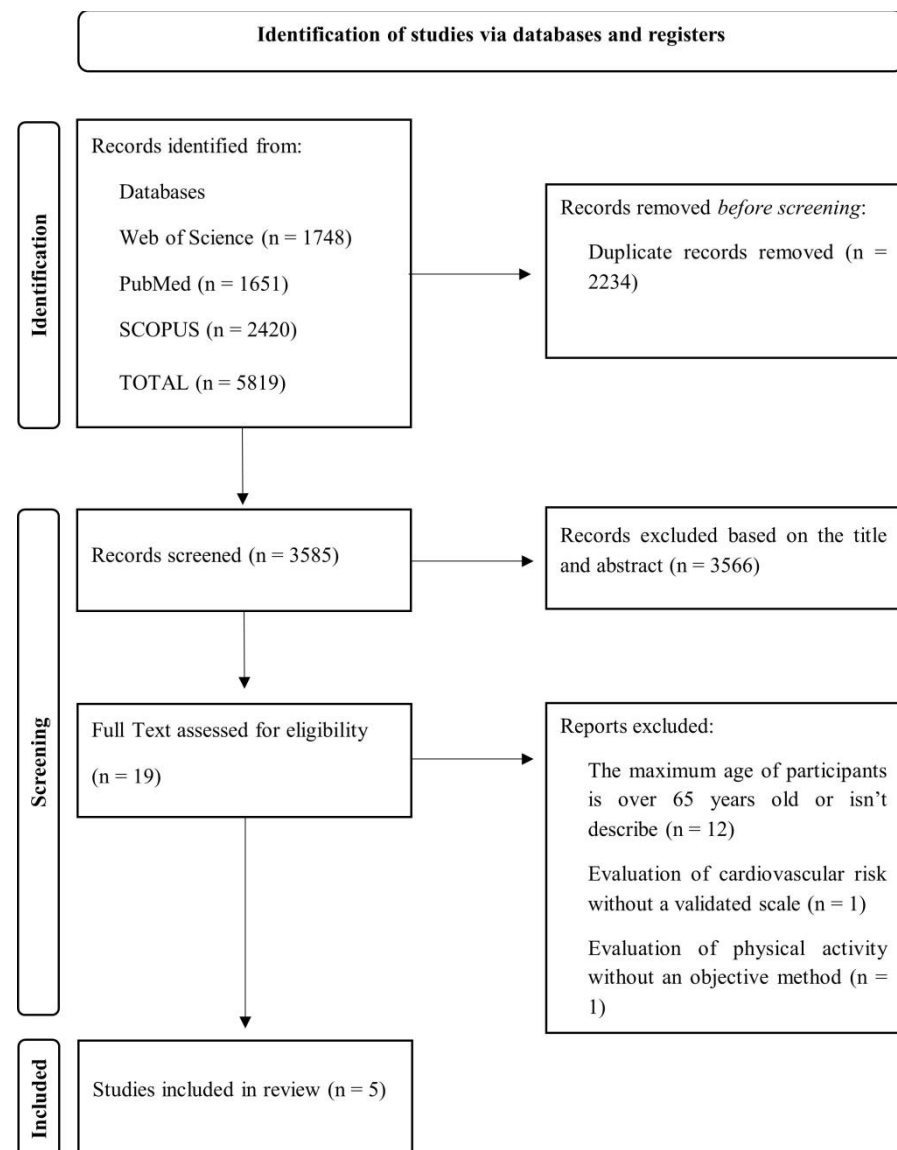 Identification of studies via databases and registers
Identification
Records identified from:
Databases
Web of Science (n = 1748)
PubMed (n = 1651)
SCOPUS (n = 2420)
TOTAL (n = 5819)
Records removed before screening:
Duplicate records removed (n =
2234)
Screening
Records screened (n = 3585)
Records excluded based on the title
and abstract (n = 3566)
Full Text assessed for eligibility
(n = 19)
Reports excluded:
The maximum age of participants
is over 65 years old or isn’t
describe (n = 12)
Evaluation of cardiovascular risk
without a validated scale (n = 1)
Evaluation of physical activity
without an objective method (n =
1)
Included
Studies included in review (n = 5)